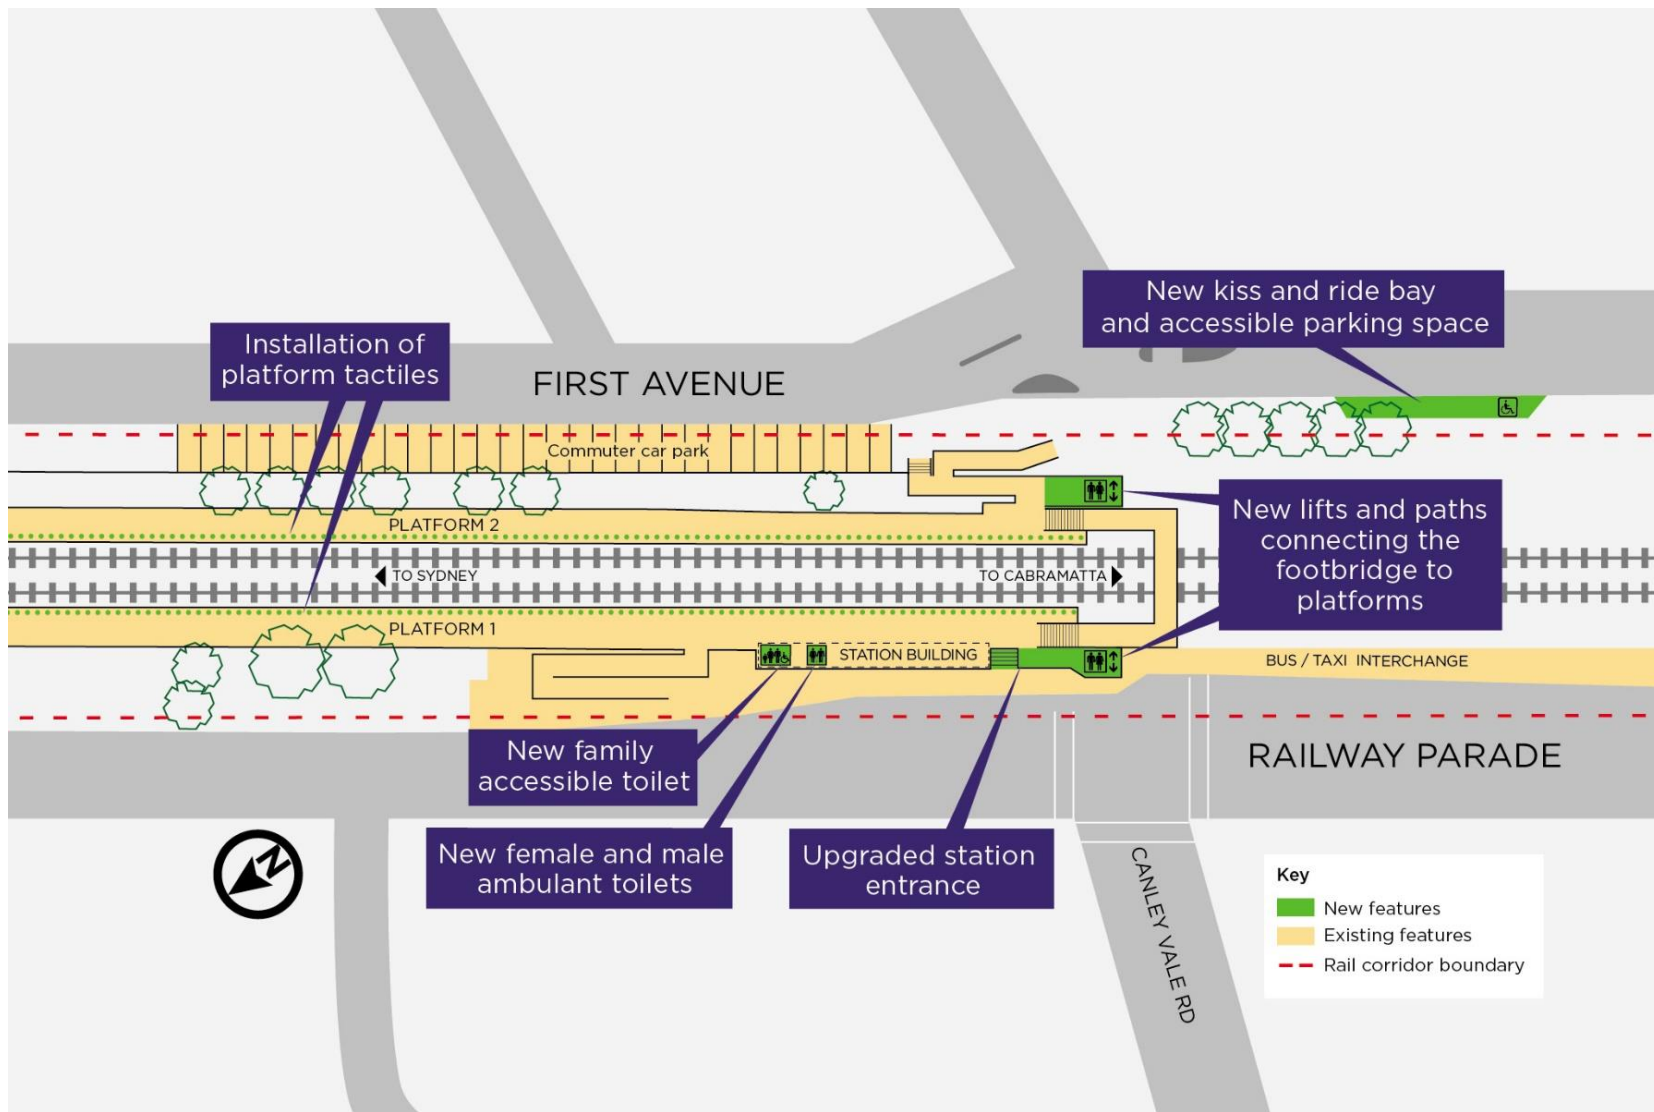 New kiss and ride bay
and accessible parking space
Installation of
platform tactiles
FIRST AVENUE
Commuter car park
PLATFORM 2
New lifts and paths
connecting the
footbridge to
platforms
TO SYDNEY
TO CABRAMATTA
PLATFORM 1
STATION BUILDING
BUS / TAXI INTERCHANGE
RAILWAY PARADE
New family
accessible toilet
New female and male
ambulant toilets
Upgraded station
entrance
N
CANLEY VALE RD
Key
New features
Existing features
Rail corridor boundary